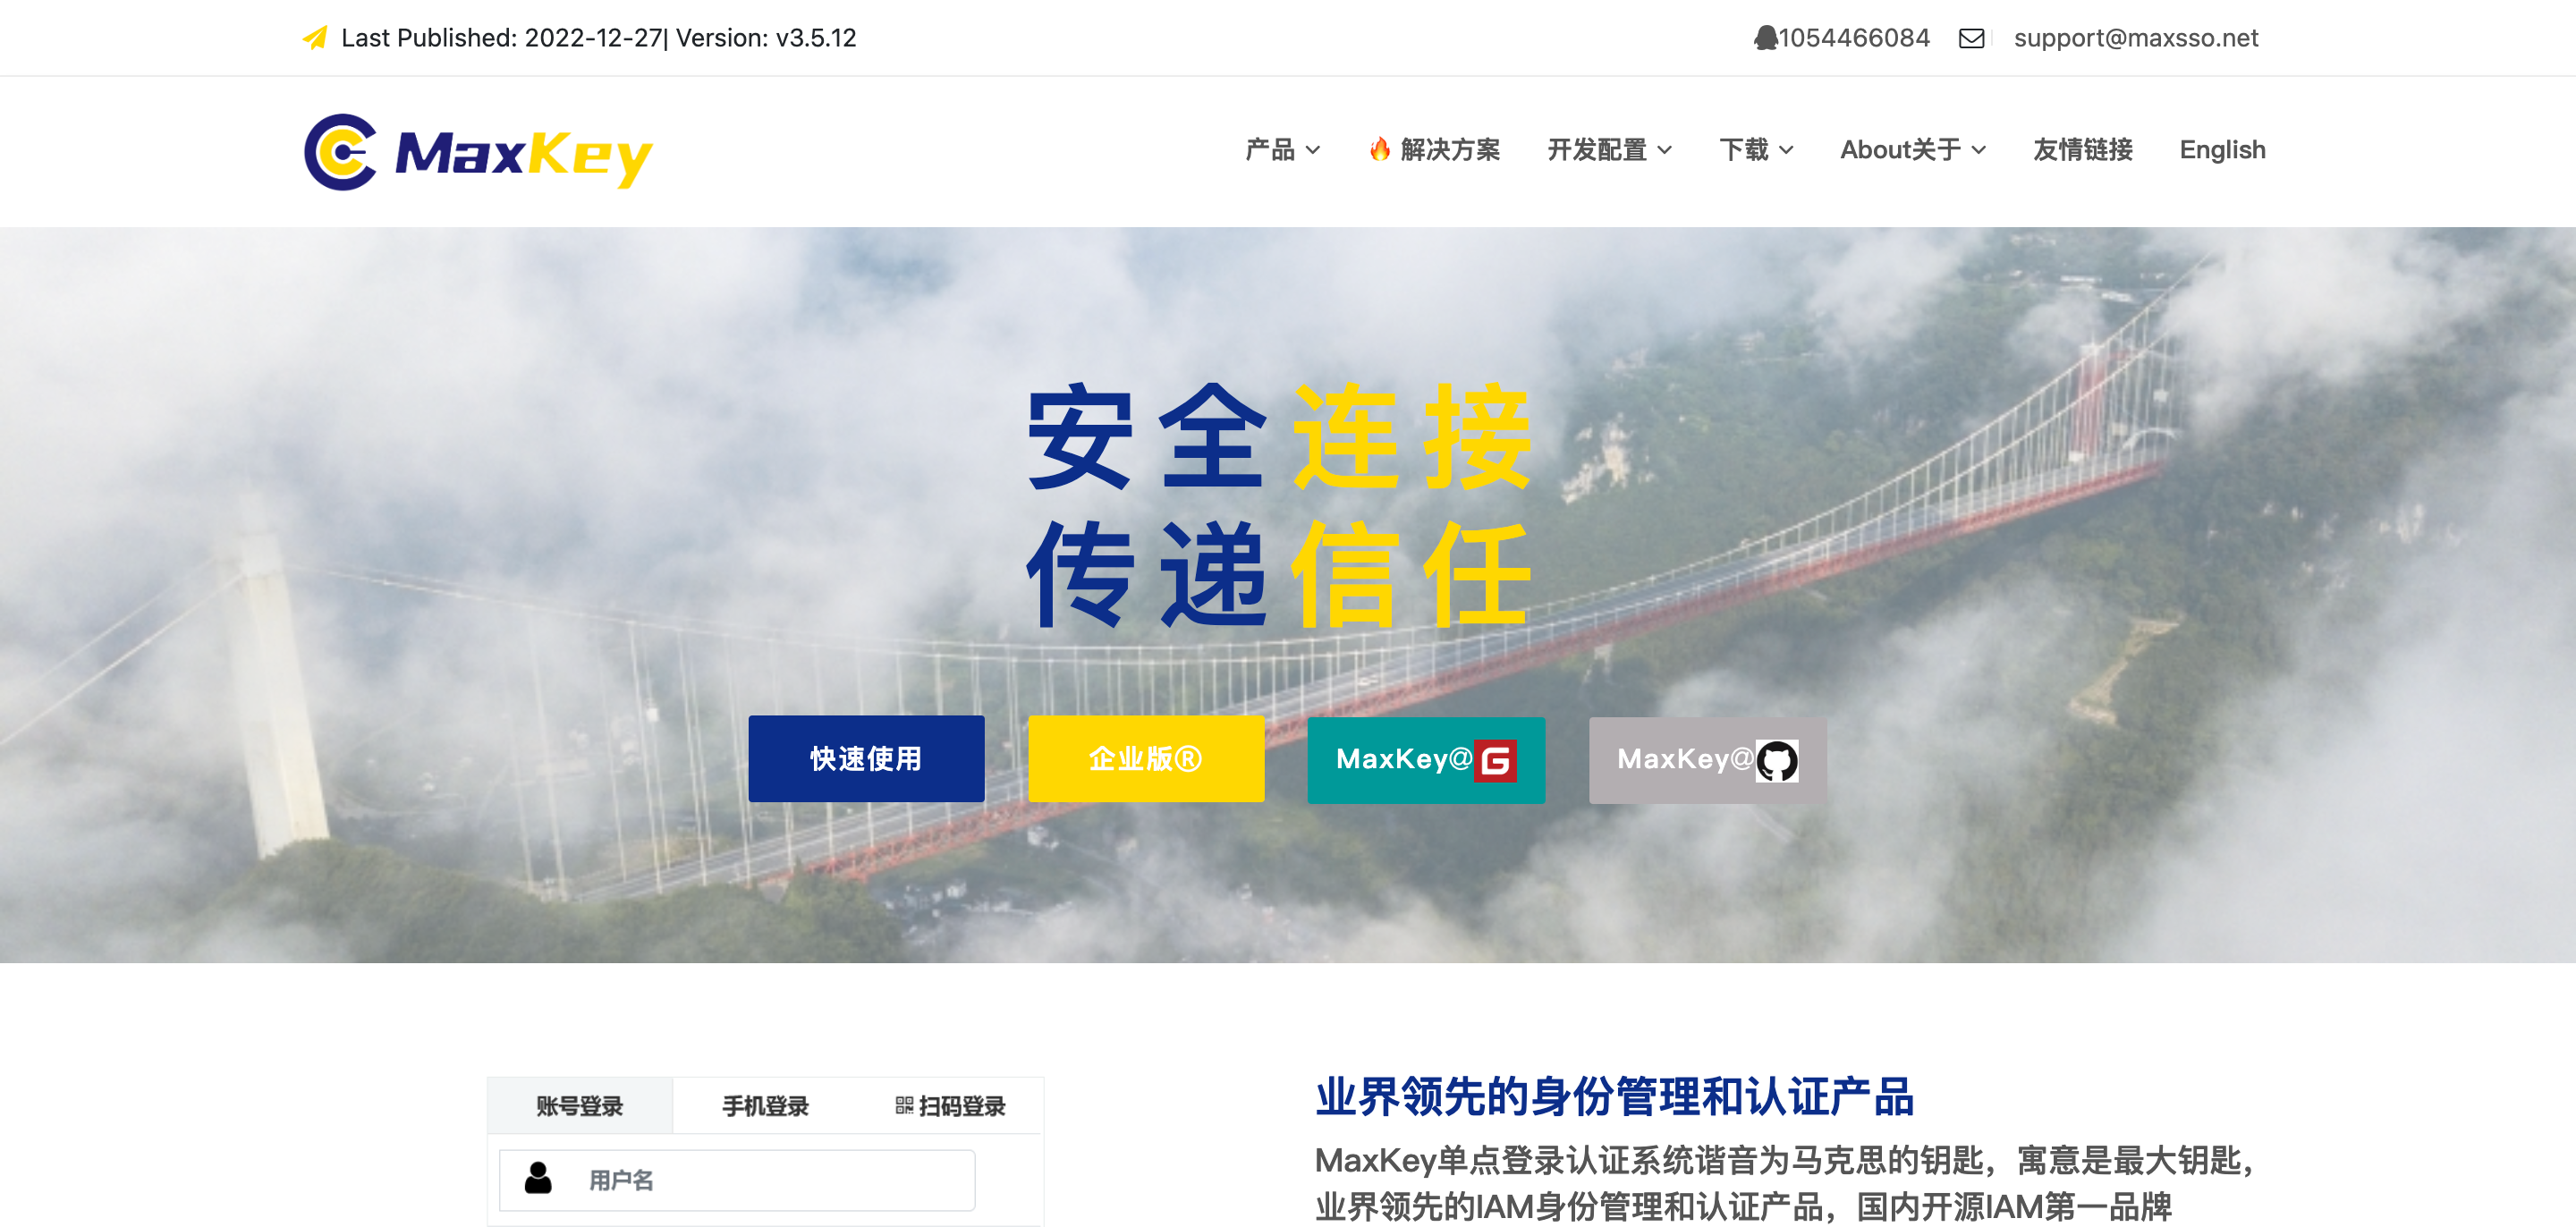 Last Published: 2022-12-27| Version: v3.5.12
1054466084 support@maxsso.net
MaxKey
产品 解决方案 开发配置 下载 About关于 友情链接 English
安全连接
传递信任
快速使用 企业版® MaxKey@G MaxKey@
账号登录 手机登录 扫码登录
用户名
业界领先的身份管理和认证产品
MaxKey单点登录认证系统谐音为马克思的钥匙，寓意是最大钥匙，
业界领先的IAM身份管理和认证产品，国内开源IAM第一品牌